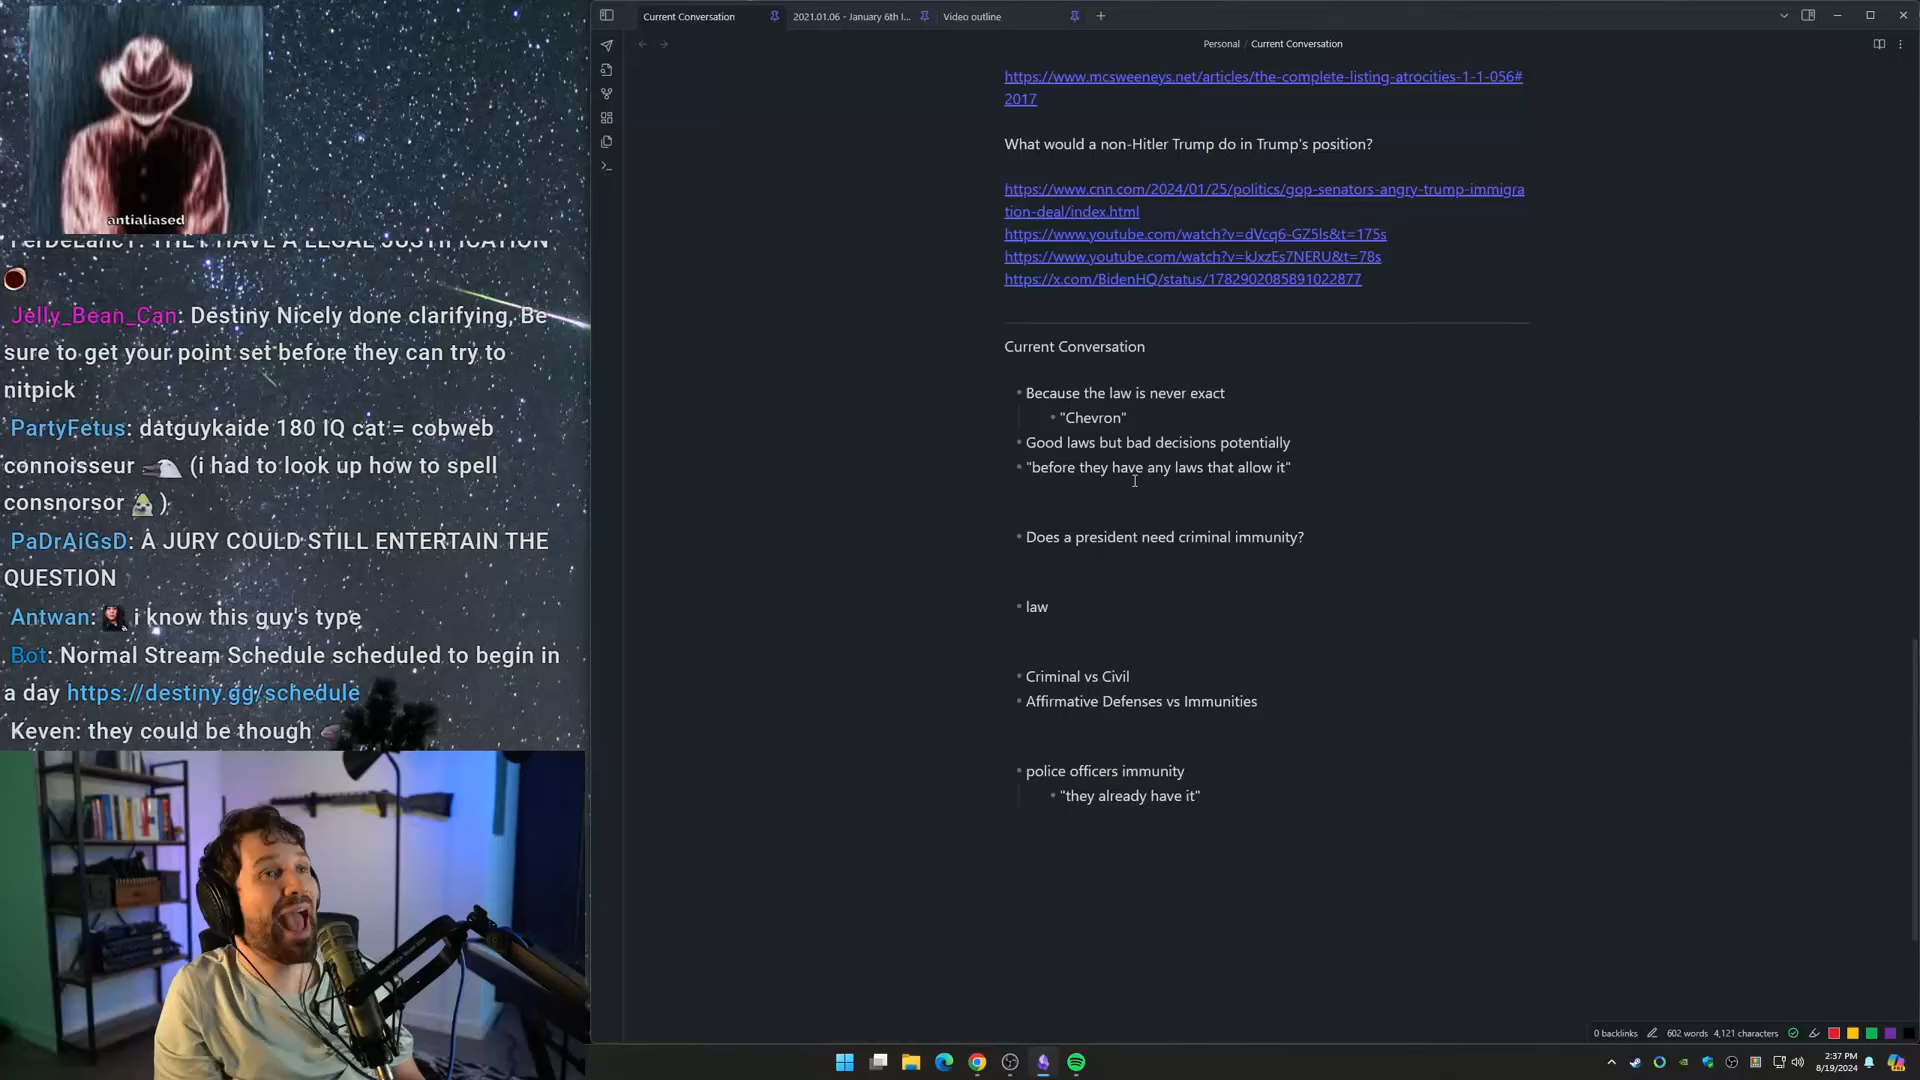 antialiased
PerDeLancY: THEY HAVE A LEGAL JUSTIFICATION
Jelly_Bean_Can: Destiny Nicely done clarifying, Be
sure to get your point set before they can try to
nitpick
PartyFetus: datguykaide 180 IQ cat = cobweb
connoisseur (i had to look up how to spell
consnorsor )
PaDrAiGsD: A JURY COULD STILL ENTERTAIN THE
QUESTION
Antwan: i know this guy's type
Bot: Normal Stream Schedule scheduled to begin in
a day https://destiny.gg/schedule
Keven: they could be though
Current Conversation
2021.01.06 - January 6th I...
Video outline
Personal / Current Conversation
https://www.mcsweeneys.net/articles/the-complete-listing-atrocities-1-1-056#
2017
What would a non-Hitler Trump do in Trump's position?
https://www.cnn.com/2024/01/25/politics/gop-senators-angry-trump-immigra
tion-deal/index.html
https://www.youtube.com/watch?v=dVcq6-GZ5ls&t=175s
https://www.youtube.com/watch?v=kJxzEs7NERU&t=78s
https://x.com/BidenHQ/status/1782902085891022877
Current Conversation
Because the law is never exact
"Chevron"
Good laws but bad decisions potentially
"before they have any laws that allow it"
Does a president need criminal immunity?
law
Criminal vs Civil
Affirmative Defenses vs Immunities
police officers immunity
"they already have it"
0 backlinks
602 words 4,121 characters
2:37 PM
8/19/2024